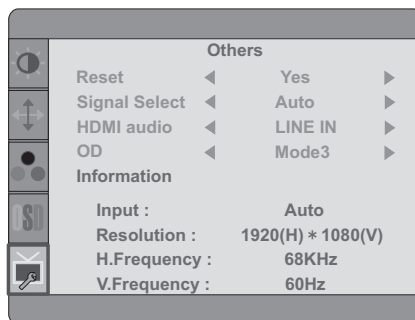 Others
Reset ◀ Yes ▶
Signal Select ◀ Auto ▶
HDMI audio ◀ LINE IN ▶
OD ◀ Mode3 ▶
Information
Input : Auto
Resolution : 1920(H) * 1080(V)
H.Frequency : 68KHz
V.Frequency : 60Hz
OSD